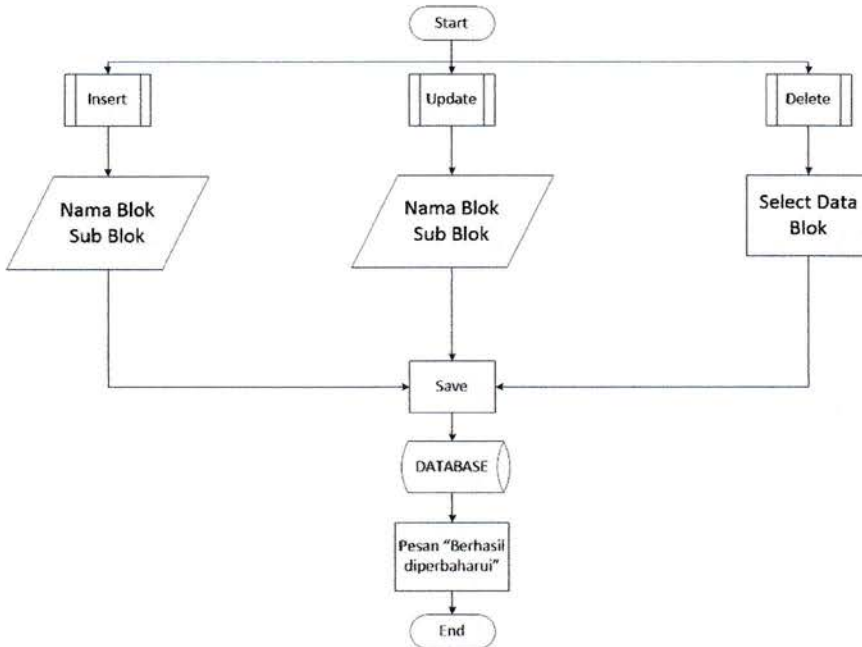 Start
Insert
Update
Delete
Nama Blok
Sub Blok
Nama Blok
Sub Blok
Select Data
Blok
Save
DATABASE
Pesan “Berhasil
diperbaharui”
End